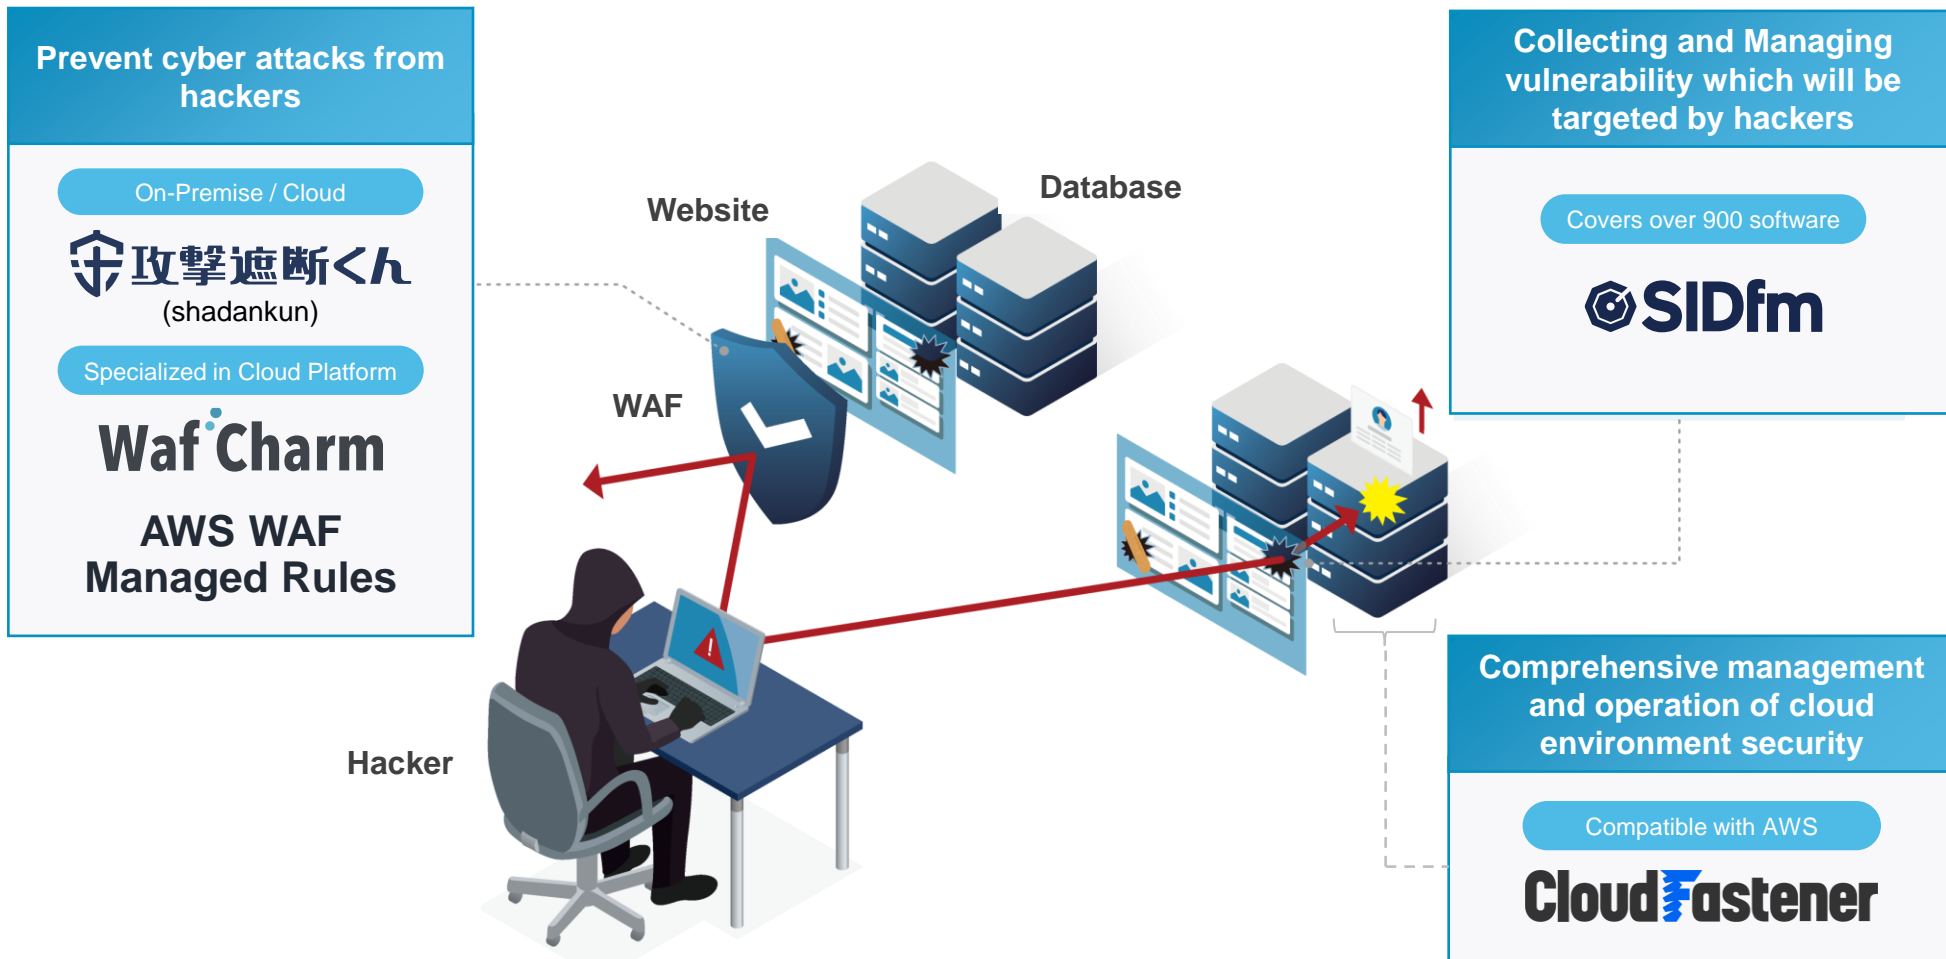 Prevent cyber attacks from
hackers
On-Premise / Cloud
攻撃遮断くん
(shadankun)
Specialized in Cloud Platform
Waf Charm
AWS WAF
Managed Rules
Website
Database
WAF
Hacker
Collecting and Managing
vulnerability which will be
targeted by hackers
Covers over 900 software
SIDfm
Comprehensive management
and operation of cloud
environment security
Compatible with AWS
CloudFastener